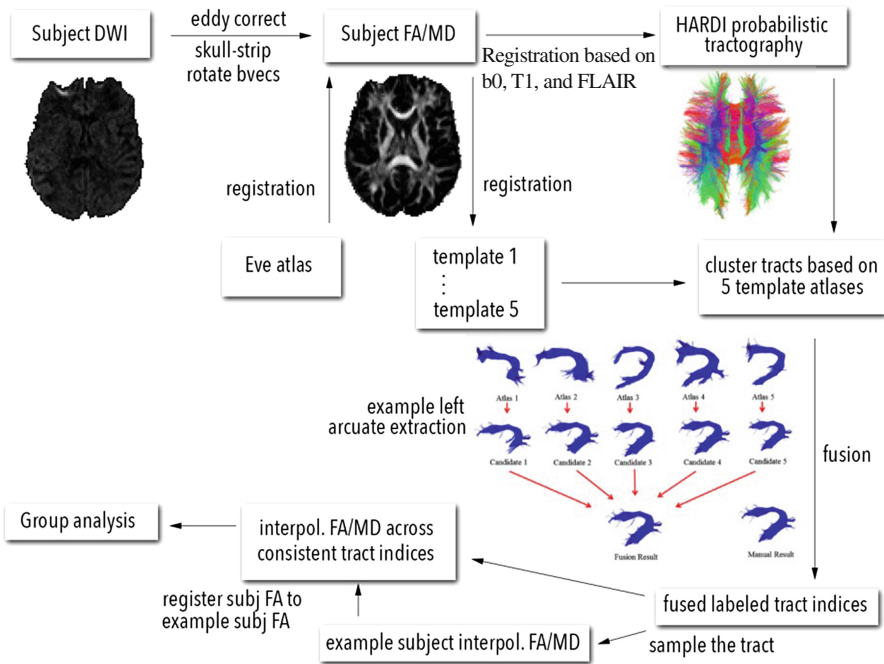 Subject DWI
eddy correct
skull-strip
rotate bvecs
Subject FA/MD
Registration based on
b0, T1, and FLAIR
HARDI probabilistic
tractography
registration
registration
Eve atlas
template 1
⋮
template 5
cluster tracts based on
5 template atlases
example left
arcuate extraction
Atlas 1
Atlas 2
Atlas 3
Atlas 4
Atlas 5
Candidate 1
Candidate 2
Candidate 3
Candidate 4
Candidate 5
Fusion Result
Manual Result
fusion
Group analysis
interpol. FA/MD across
consistent tract indices
register subj FA to
example subj FA
example subject interpol. FA/MD
fused labeled tract indices
sample the tract